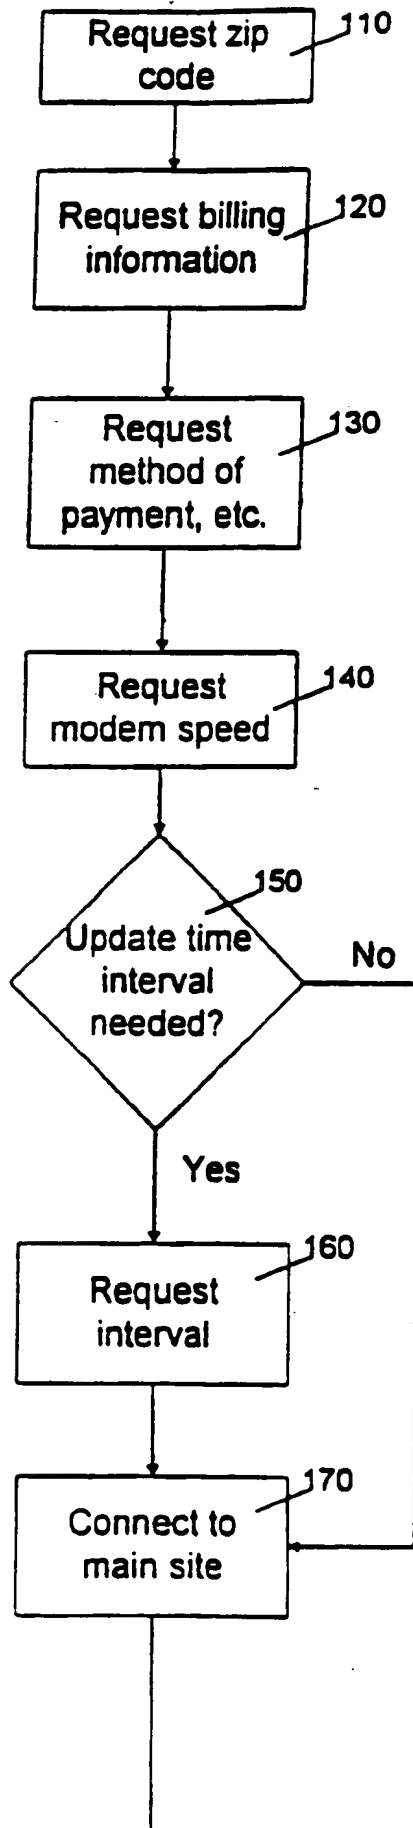 Request zip
code
110
Request billing
information
120
Request
method of
payment, etc.
130
Request
modem speed
140
150
Update time
interval
needed?
No
Yes
160
Request
interval
170
Connect to
main site